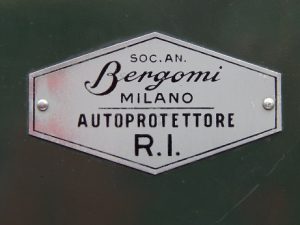 SOC. AN.
Bergomi
MILANO
AUTOPROTETTORE
R.I.